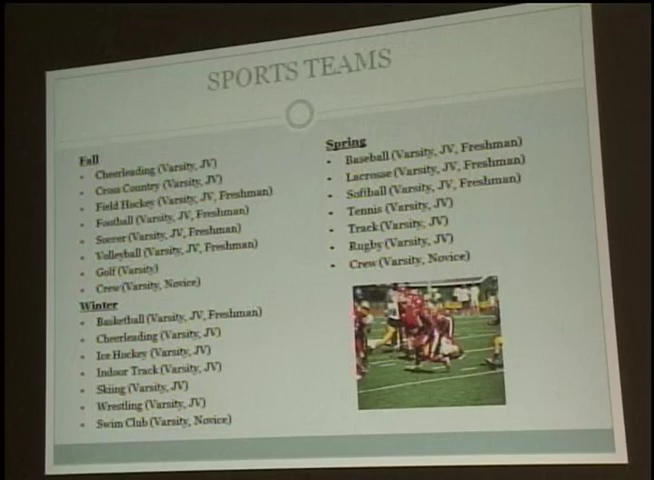 SPORTS TEAMS
Fall
• Cheerleading (Varsity, JV)
• Cross Country (Varsity, JV)
• Field Hockey (Varsity, JV, Freshman)
• Football (Varsity, JV, Freshman)
• Soccer (Varsity, JV, Freshman)
• Volleyball (Varsity, JV, Freshman)
• Golf (Varsity)
• Crew (Varsity, Novice)
Winter
• Basketball (Varsity, JV, Freshman)
• Cheerleading (Varsity, JV)
• Ice Hockey (Varsity, JV)
• Indoor Track (Varsity, JV)
• Skiing (Varsity, JV)
• Wrestling (Varsity, JV)
• Swim Club (Varsity, Novice)
Spring
• Baseball (Varsity, JV, Freshman)
• Lacrosse (Varsity, JV, Freshman)
• Softball (Varsity, JV, Freshman)
• Tennis (Varsity, JV)
• Track (Varsity, JV)
• Rugby (Varsity, JV)
• Crew (Varsity, Novice)